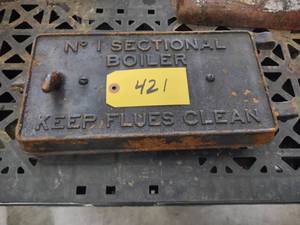 Nº 1 SECTIONAL
BOILER
421
KEEP FLUES CLEAN